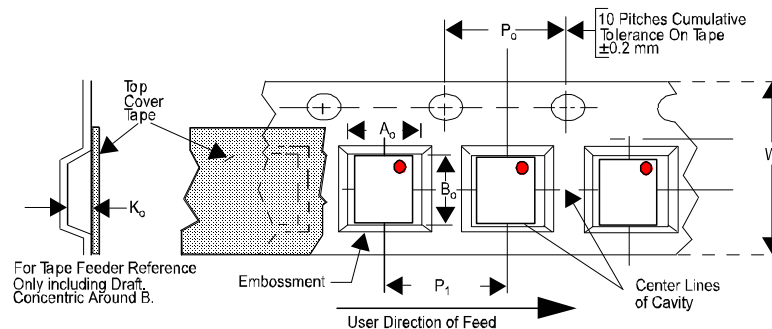 10 Pitches Cumulative
Tolerance On Tape
±0.2 mm
Po
Top
Cover
Tape
Ao
W
Bo
Ko
For Tape Feeder Reference
Only including Draft.
Concentric Around B.
Embossment
P1
Center Lines
of Cavity
User Direction of Feed